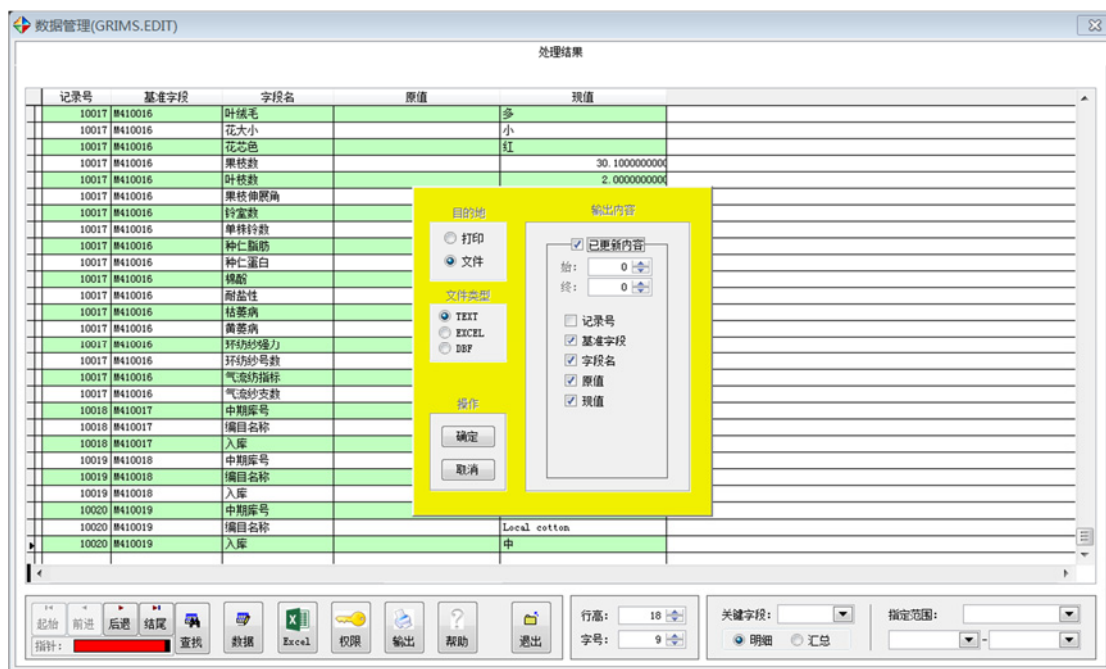 数据管理(GRIMS.EDIT)
处理结果
记录号 基准字段 字段名 原值 现值
10017 M410016 叶绒毛 多
10017 M410016 花大小 小
10017 M410016 花芯色 红
10017 M410016 果枝数 30.1000000000
10017 M410016 叶枝数 2.0000000000
10017 M410016 果枝伸展角
10017 M410016 铃室数
10017 M410016 单株铃数
10017 M410016 种仁脂肪
10017 M410016 种仁蛋白
10017 M410016 棉酚
10017 M410016 耐盐性
10017 M410016 枯萎病
10017 M410016 黄萎病
10017 M410016 环纺纱强力
10017 M410016 环纺纱号数
10017 M410016 气流纺指标
10017 M410016 气流纱支数
10018 M410017 中期库号
10018 M410017 编目名称
10018 M410017 入库
10019 M410018 中期库号
10019 M410018 编目名称
10019 M410018 入库
10020 M410019 中期库号
10020 M410019 编目名称 Local cotton
10020 M410019 入库 中
目的地
打印
文件
文件类型
TEXT
EXCEL
DBF
操作
确定
取消
输出内容
已更新内容
始: 0
终: 0
记录号
基准字段
字段名
原值
现值
起始 前进 后退 结尾
指针:
查找
数据
Excel
权限
输出
帮助
退出
行高: 18
字号: 9
关键字段:
明细 汇总
指定范围:
-